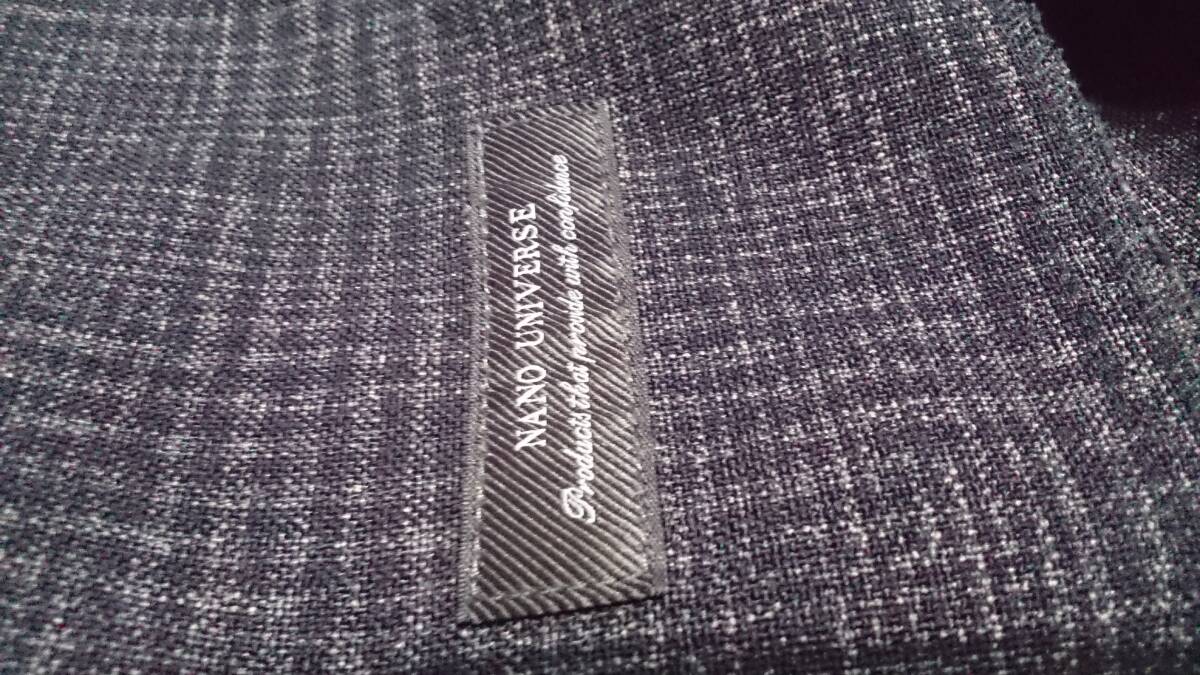 NANO UNIVERSE
Products that provide with confidence